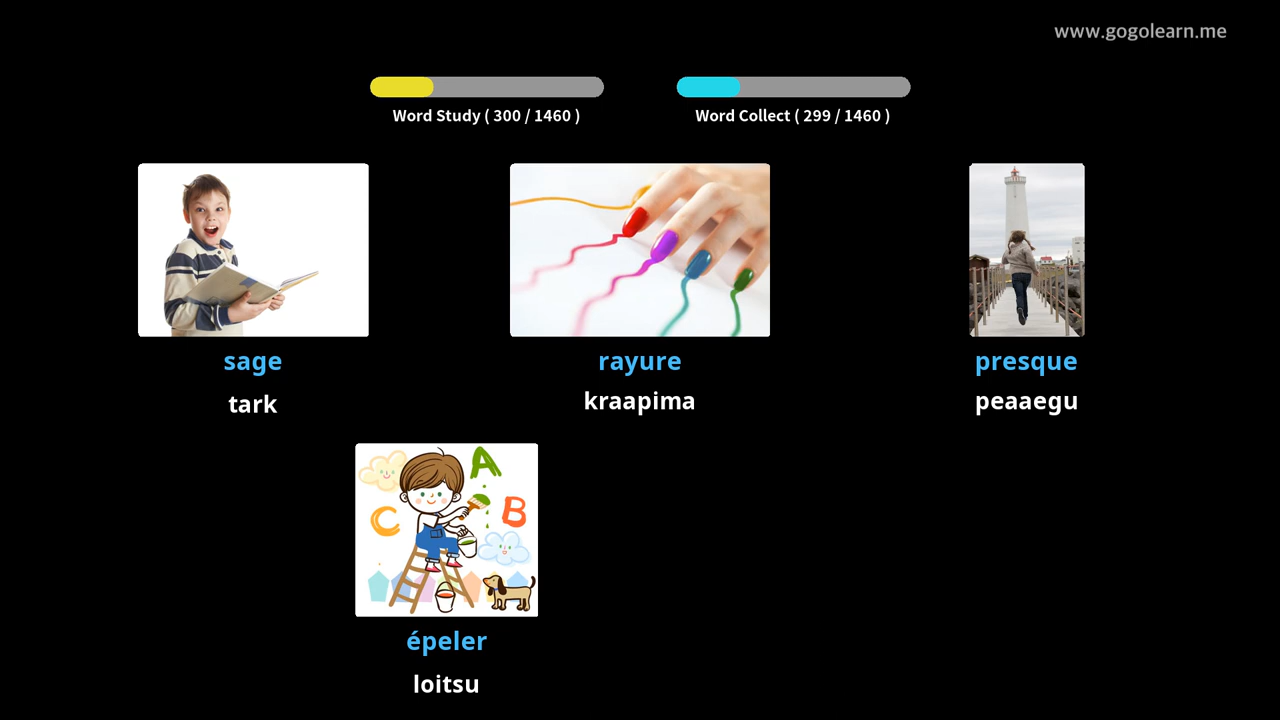 www.gogolearn.me
Word Study ( 300 / 1460 )
Word Collect ( 299 / 1460 )
sage
rayure
presque
tark
kraapima
peaaegu
A
B
C
épeler
loitsu